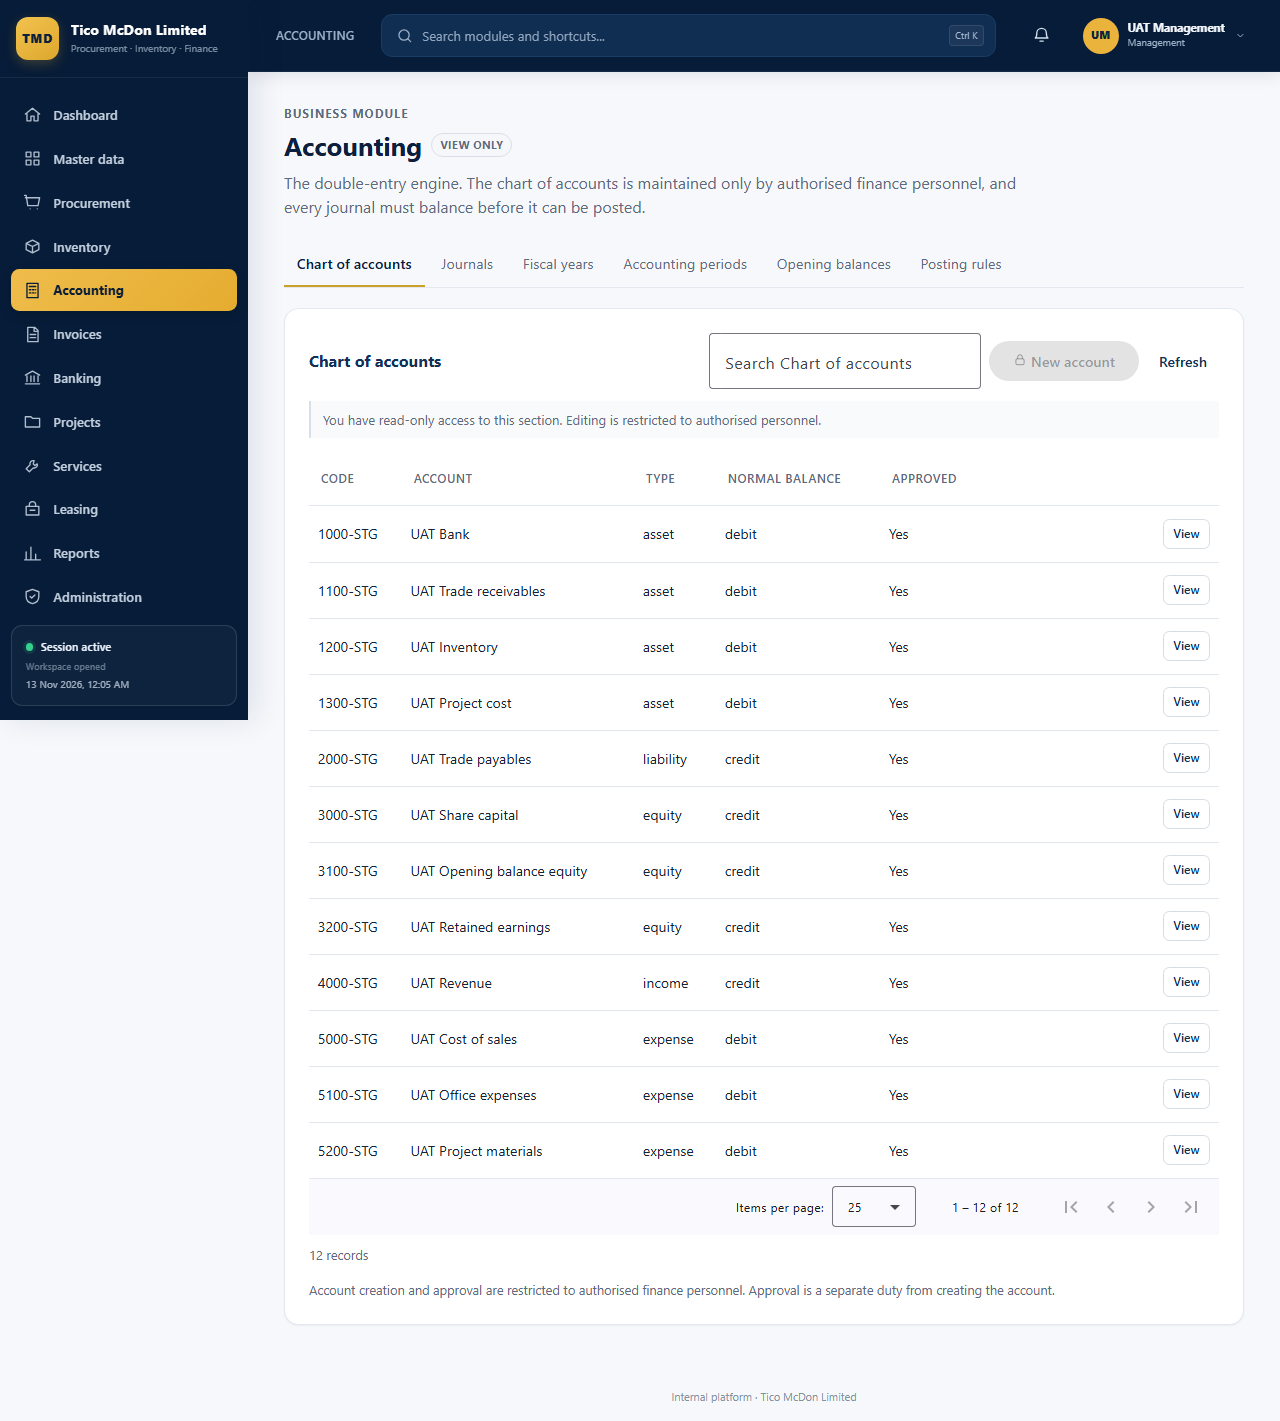 TMD
Tico McDon Limited
Procurement · Inventory · Finance
ACCOUNTING
Search modules and shortcuts...
Ctrl K
UM
UAT Management
Management
Dashboard
Master data
Procurement
Inventory
Accounting
Invoices
Banking
Projects
Services
Leasing
Reports
Administration
Session active
Workspace opened
13 Nov 2026, 12:05 AM
BUSINESS MODULE
Accounting VIEW ONLY
The double-entry engine. The chart of accounts is maintained only by authorised finance personnel, and
every journal must balance before it can be posted.
Chart of accounts Journals Fiscal years Accounting periods Opening balances Posting rules
Chart of accounts Search Chart of accounts New account Refresh
You have read-only access to this section. Editing is restricted to authorised personnel.
CODE ACCOUNT TYPE NORMAL BALANCE APPROVED
1000-STG UAT Bank asset debit Yes View
1100-STG UAT Trade receivables asset debit Yes View
1200-STG UAT Inventory asset debit Yes View
1300-STG UAT Project cost asset debit Yes View
2000-STG UAT Trade payables liability credit Yes View
3000-STG UAT Share capital equity credit Yes View
3100-STG UAT Opening balance equity equity credit Yes View
3200-STG UAT Retained earnings equity credit Yes View
4000-STG UAT Revenue income credit Yes View
5000-STG UAT Cost of sales expense debit Yes View
5100-STG UAT Office expenses expense debit Yes View
5200-STG UAT Project materials expense debit Yes View
Items per page: 25 1 – 12 of 12
12 records
Account creation and approval are restricted to authorised finance personnel. Approval is a separate duty from creating the account.
Internal platform · Tico McDon Limited